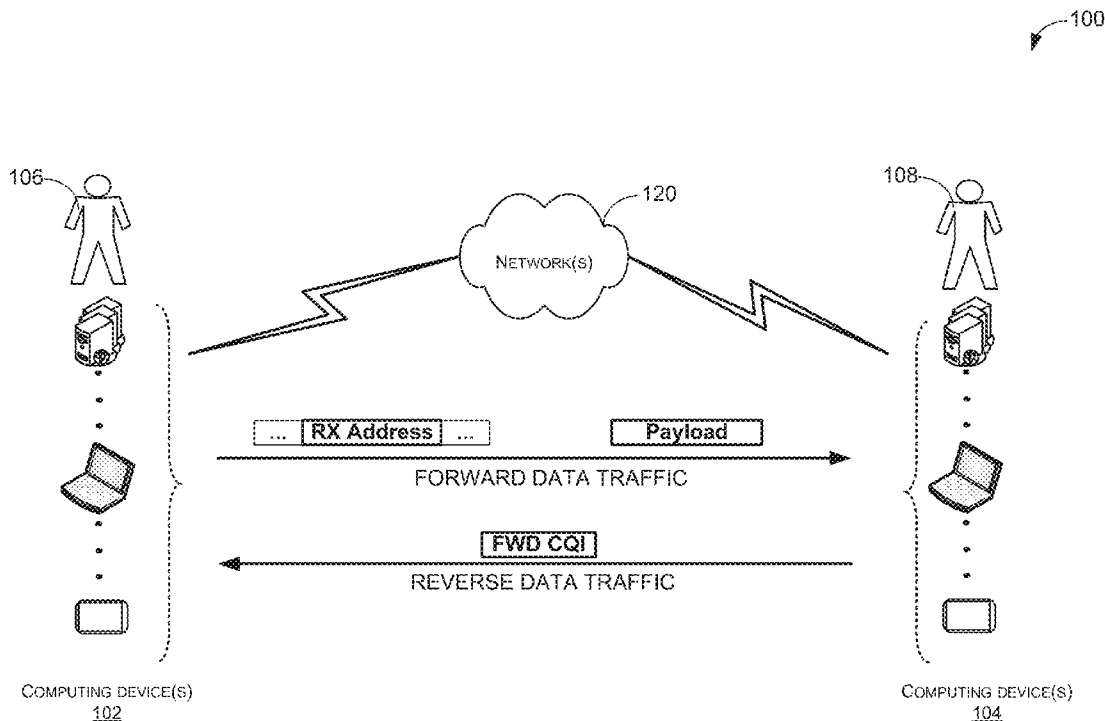 100
106
108
120
NETWORK(S)
... RX Address ...
Payload
FORWARD DATA TRAFFIC
FWD CQI
REVERSE DATA TRAFFIC
COMPUTING DEVICE(S)
102
COMPUTING DEVICE(S)
104